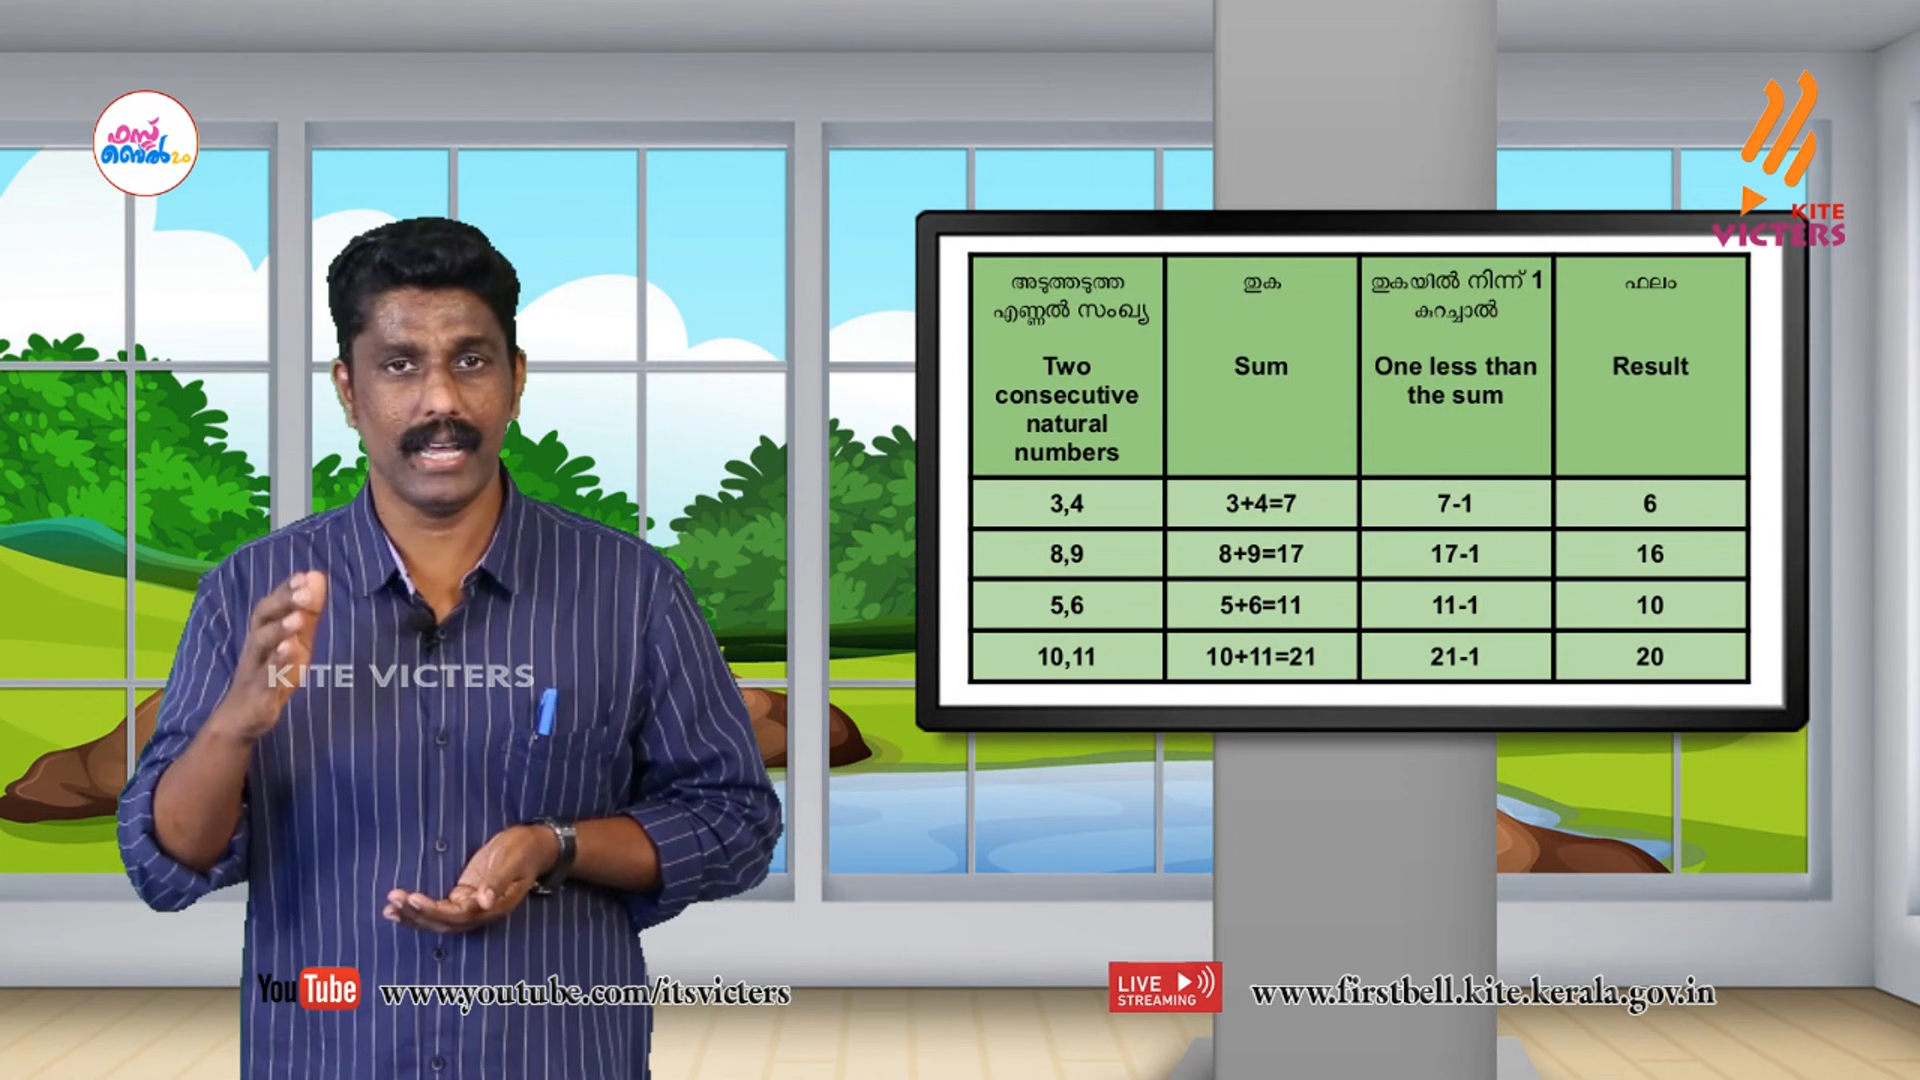 ഫസ്റ്റ്
ബെൽ 2.0
KITE
VICTERS
അടുത്തടുത്ത
എണ്ണൽ സംഖ്യ
Two
consecutive
natural
numbers
തുക
Sum
തുകയിൽ നിന്ന് 1
കുറച്ചാൽ
One less than
the sum
ഫലം
Result
3,4 3+4=7 7-1 6
8,9 8+9=17 17-1 16
5,6 5+6=11 11-1 10
10,11 10+11=21 21-1 20
KITE VICTERS
YouTube www.youtube.com/itsvicters
LIVE
STREAMING
www.firstbell.kite.kerala.gov.in